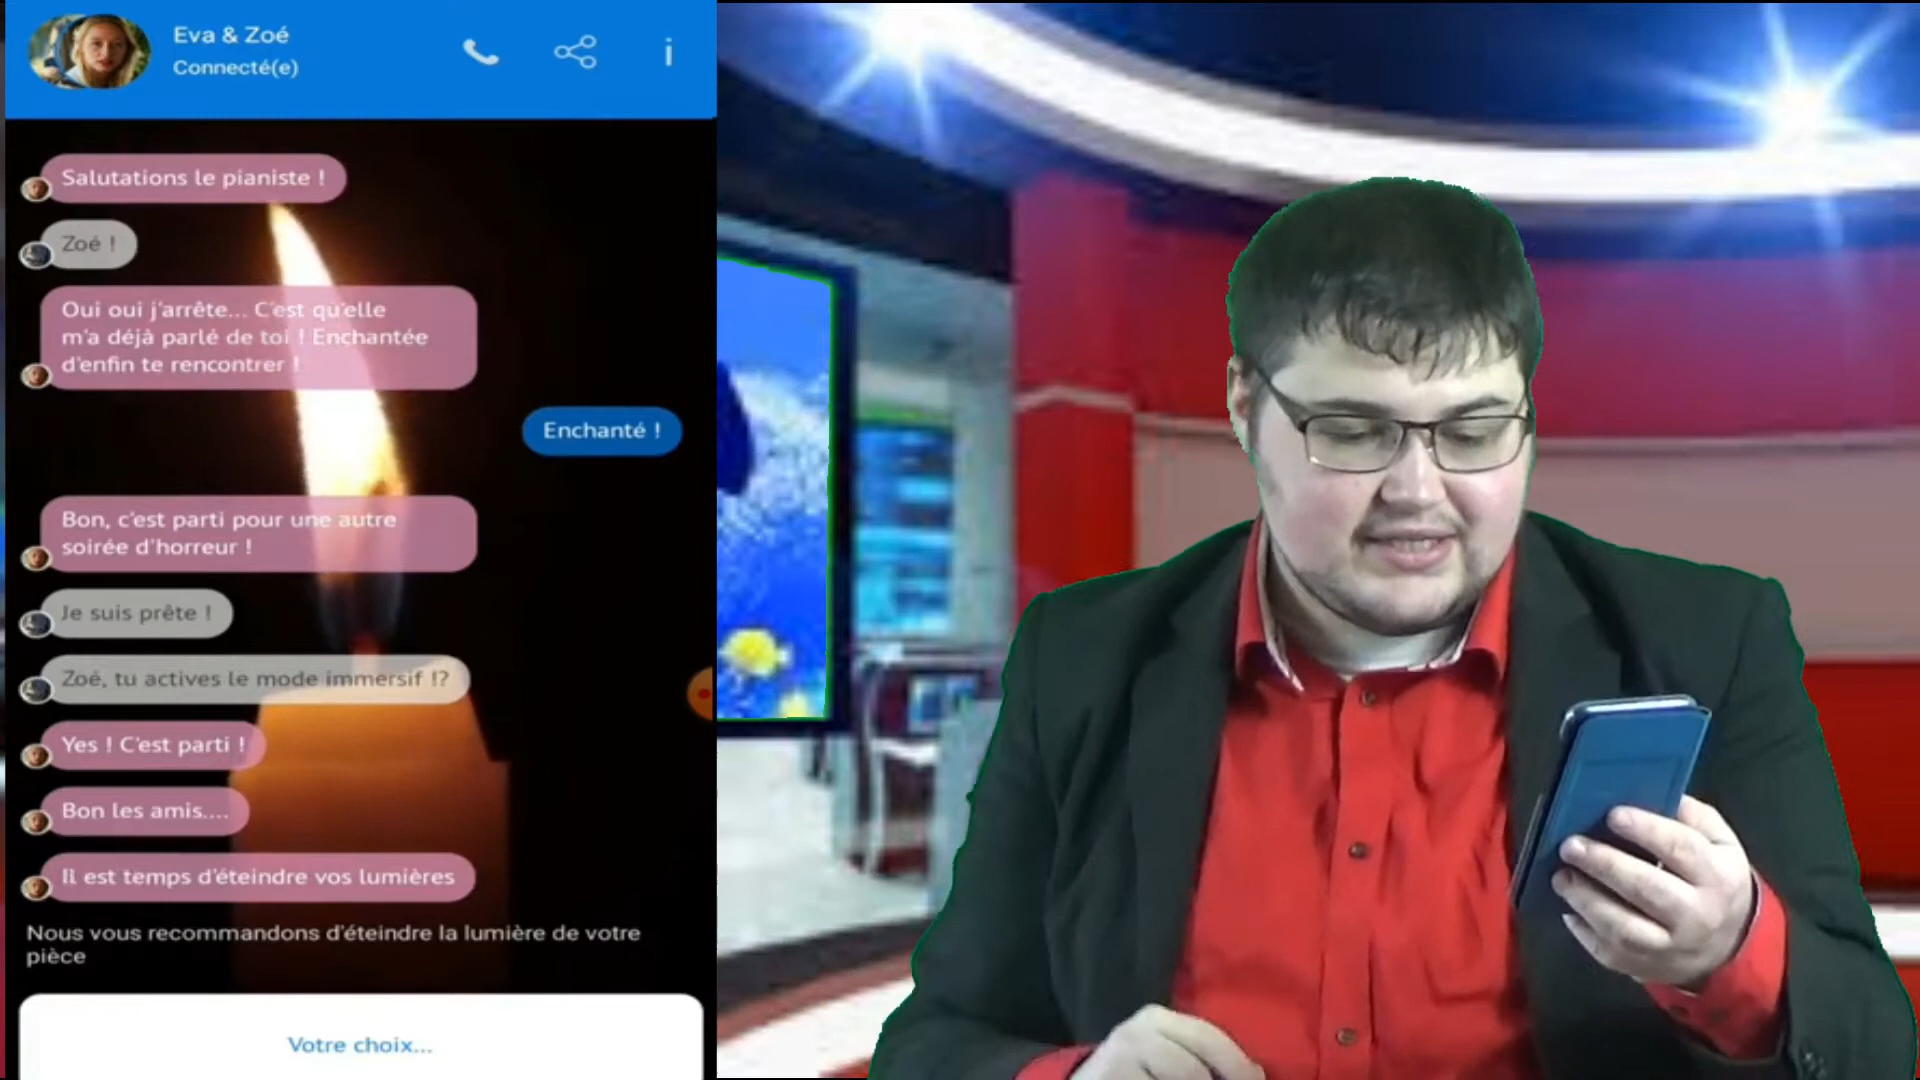 Eva & Zoé
Connecté(e)
Salutations le pianiste !
Zoé !
Oui oui j'arrête... C'est qu'elle
m'a déjà parlé de toi ! Enchantée
d'enfin te rencontrer !
Enchanté !
Bon, c'est parti pour une autre
soirée d'horreur !
Je suis prête !
Zoé, tu actives le mode immersif !?
Yes ! C'est parti !
Bon les amis....
Il est temps d'éteindre vos lumières
Nous vous recommandons d'éteindre la lumière de votre
pièce
Votre choix...